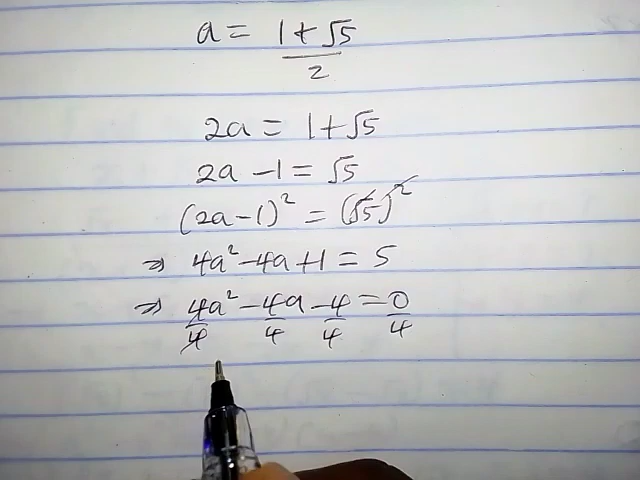 a = (1+√5)/2
2a = 1+√5
2a - 1 = √5
(2a-1)² = (√5)²
⇒ 4a² - 4a + 1 = 5
⇒ 4a²/4 - 4a/4 - 4/4 = 0/4